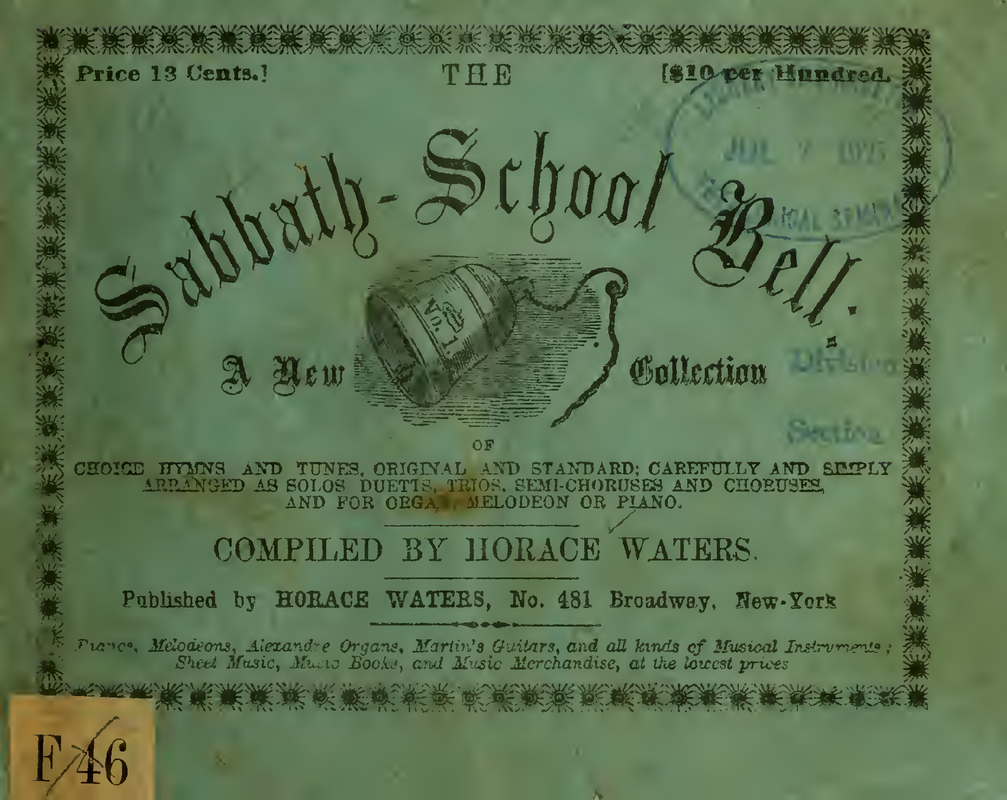 Price 13 Cents.]
THE
[$10 per Hundred.
Sabbath-School Bell.
No. 1.
A New Collection
OF
CHOICE HYMNS AND TUNES, ORIGINAL AND STANDARD; CAREFULLY AND SIMPLY
ARRANGED AS SOLOS DUETTS, TRIOS, SEMI-CHORUSES AND CHORUSES,
AND FOR ORGAN, MELODEON OR PIANO.
COMPILED BY HORACE WATERS.
Published by HORACE WATERS, No. 481 Broadway, New-York
Pianos, Melodeons, Alexandre Organs, Martin's Guitars, and all kinds of Musical Instruments;
Sheet Music, Music Books, and Music Merchandise, at the lowest prices
LIBRARY OF
JUL 7
Division
Section
F/46